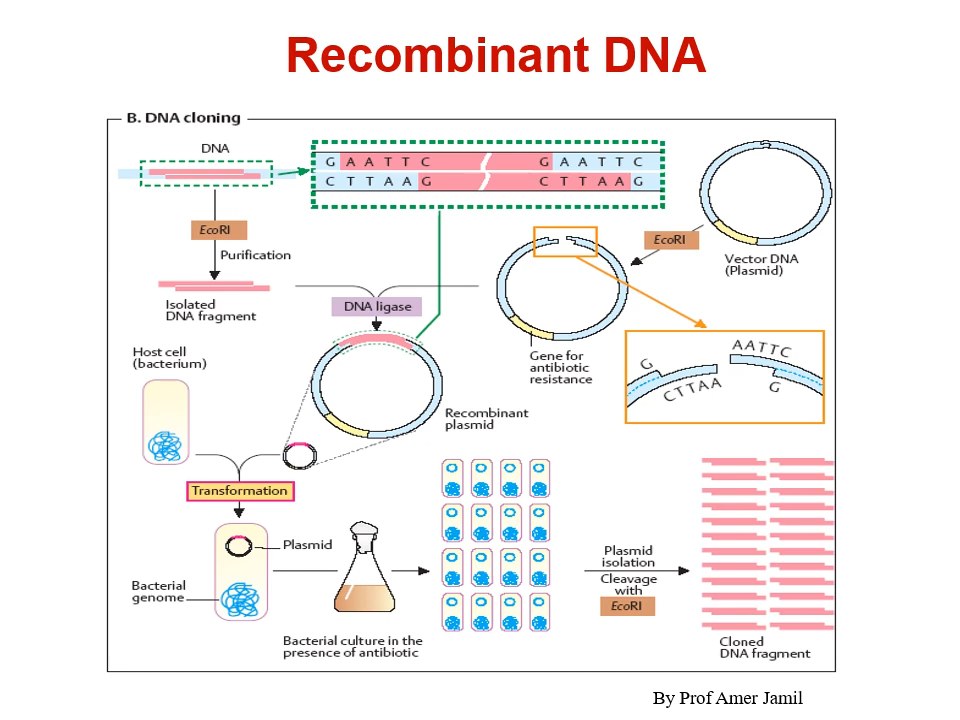 Recombinant DNA
B. DNA cloning
DNA
G A A T T C G A A T T C
C T T A A G C T T A A G
EcoRI
Purification
Isolated
DNA fragment
DNA ligase
EcoRI
Vector DNA
(Plasmid)
Gene for
antibiotic
resistance
G
CTTAA
AATTC
G
Host cell
(bacterium)
Recombinant
plasmid
Transformation
Plasmid
Bacterial
genome
Bacterial culture in the
presence of antibiotic
Plasmid
isolation
Cleavage
with
EcoRI
Cloned
DNA fragment
By Prof Amer Jamil